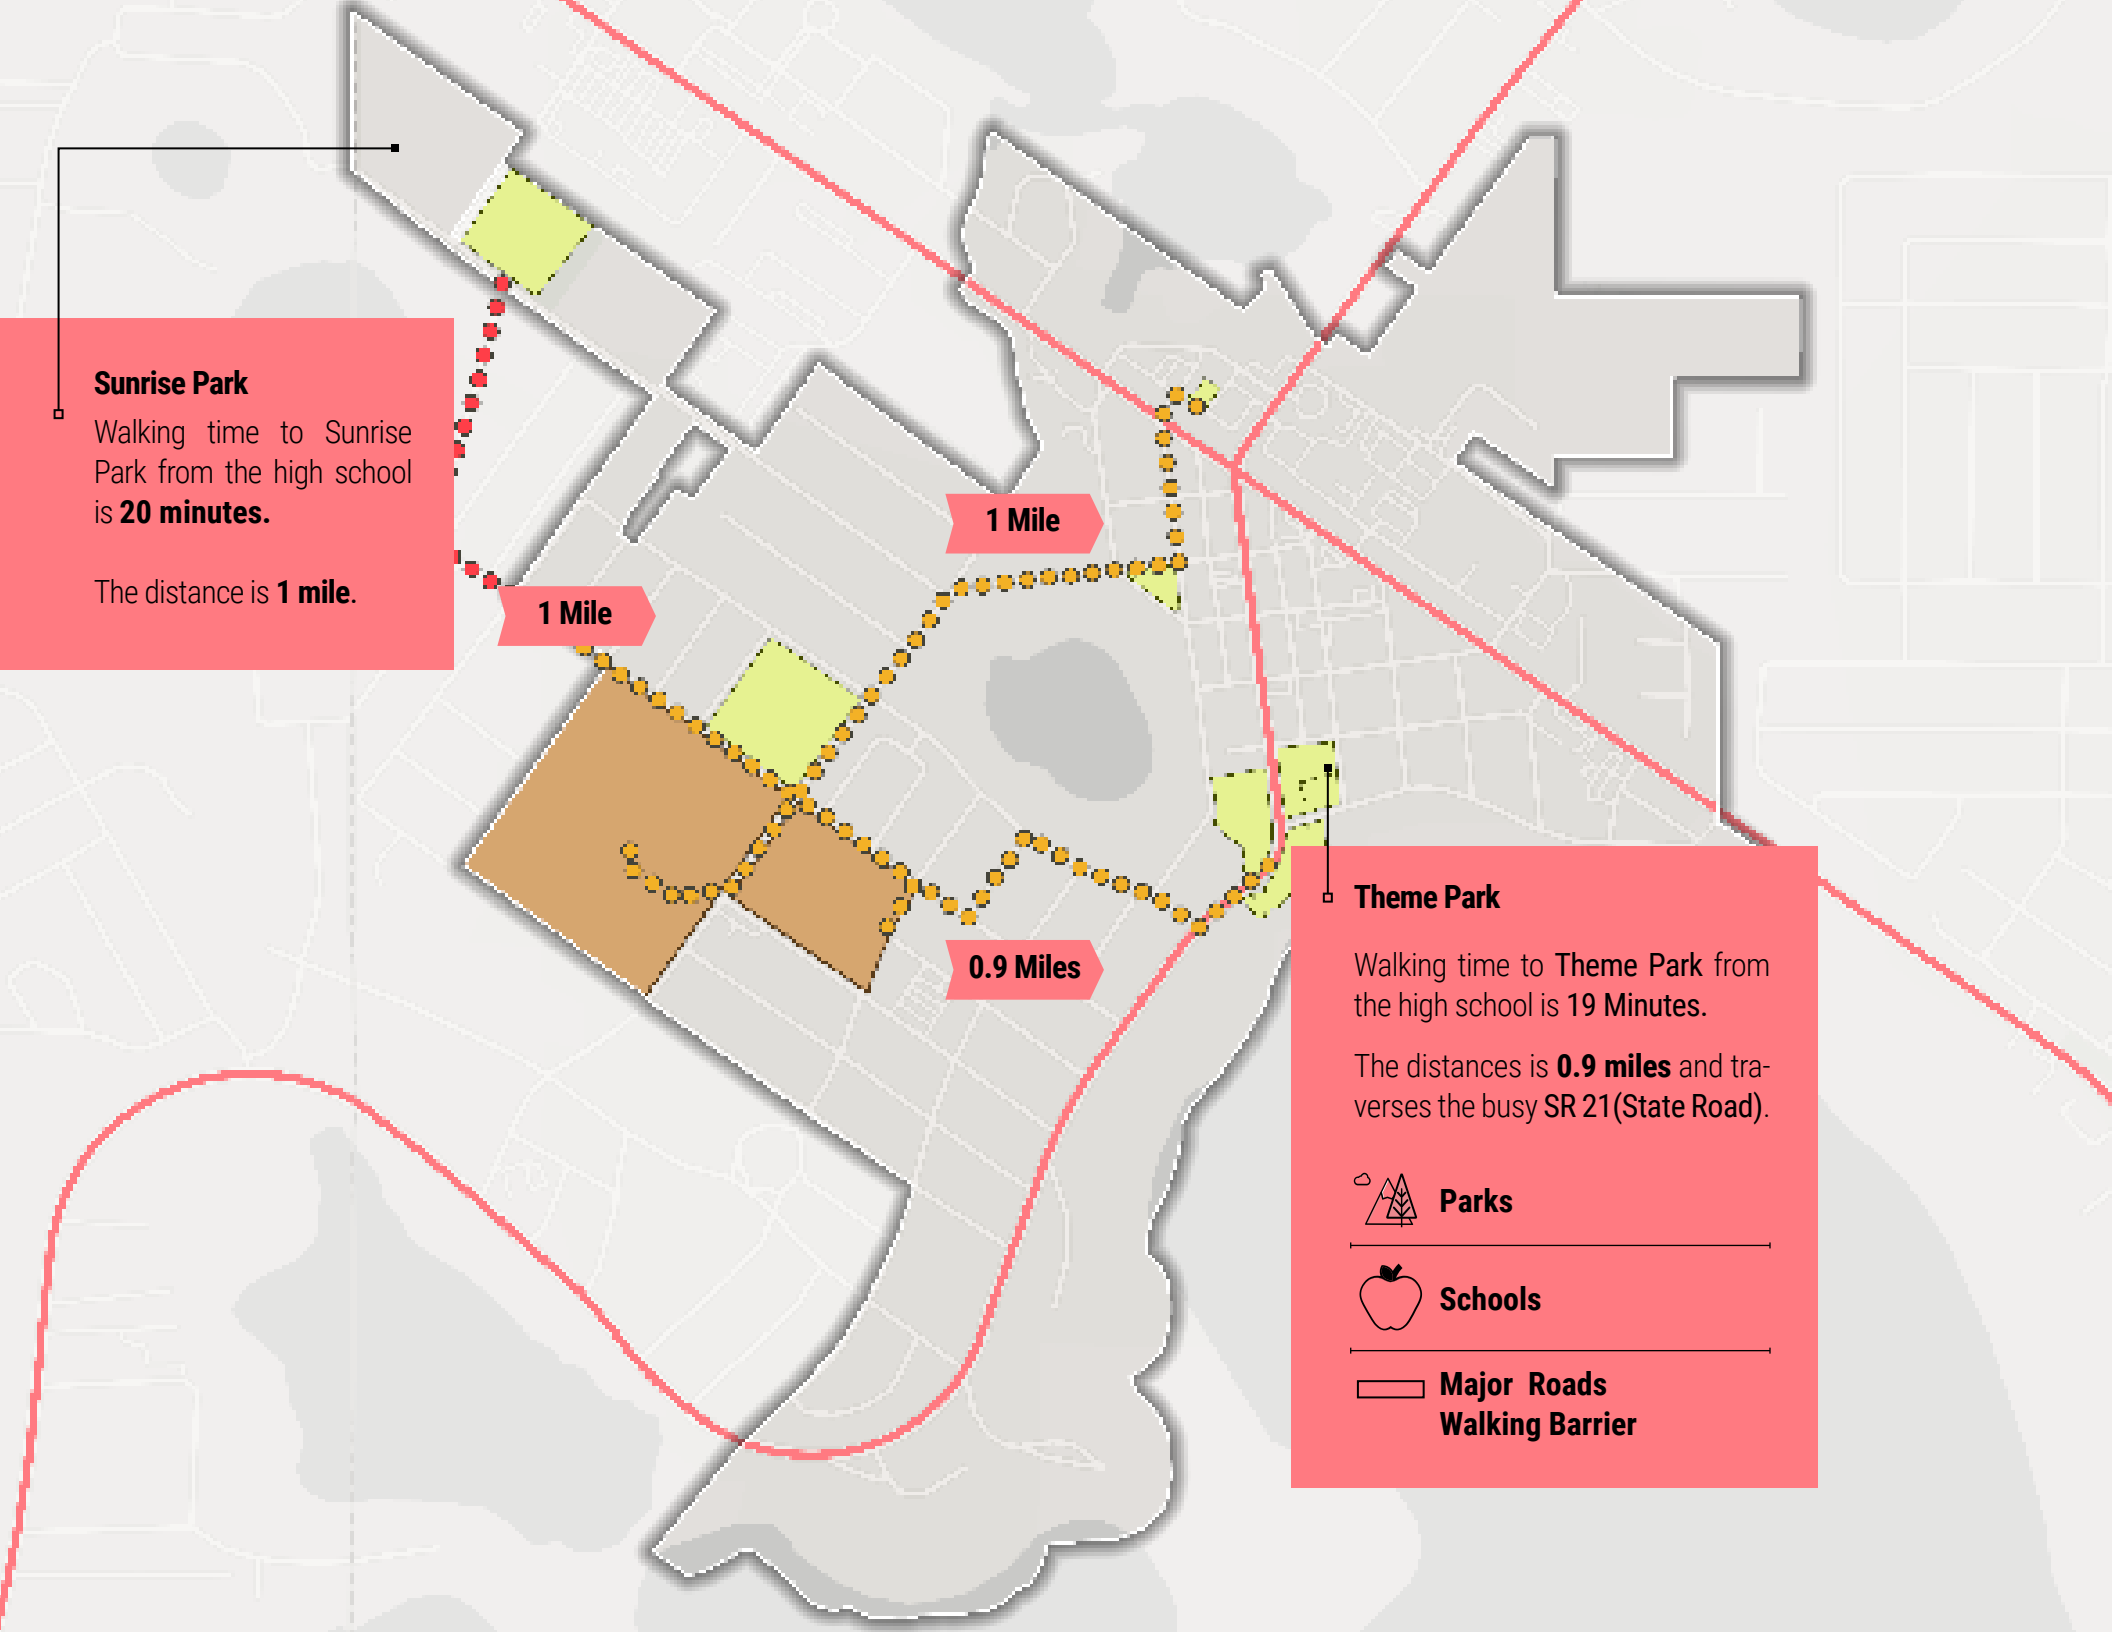 Sunrise Park
Walking time to Sunrise
Park from the high school
is 20 minutes.
The distance is 1 mile.
1 Mile
1 Mile
0.9 Miles
Theme Park
Walking time to Theme Park from
the high school is 19 Minutes.
The distances is 0.9 miles and tra-
verses the busy SR 21(State Road).
Parks
Schools
Major Roads
Walking Barrier